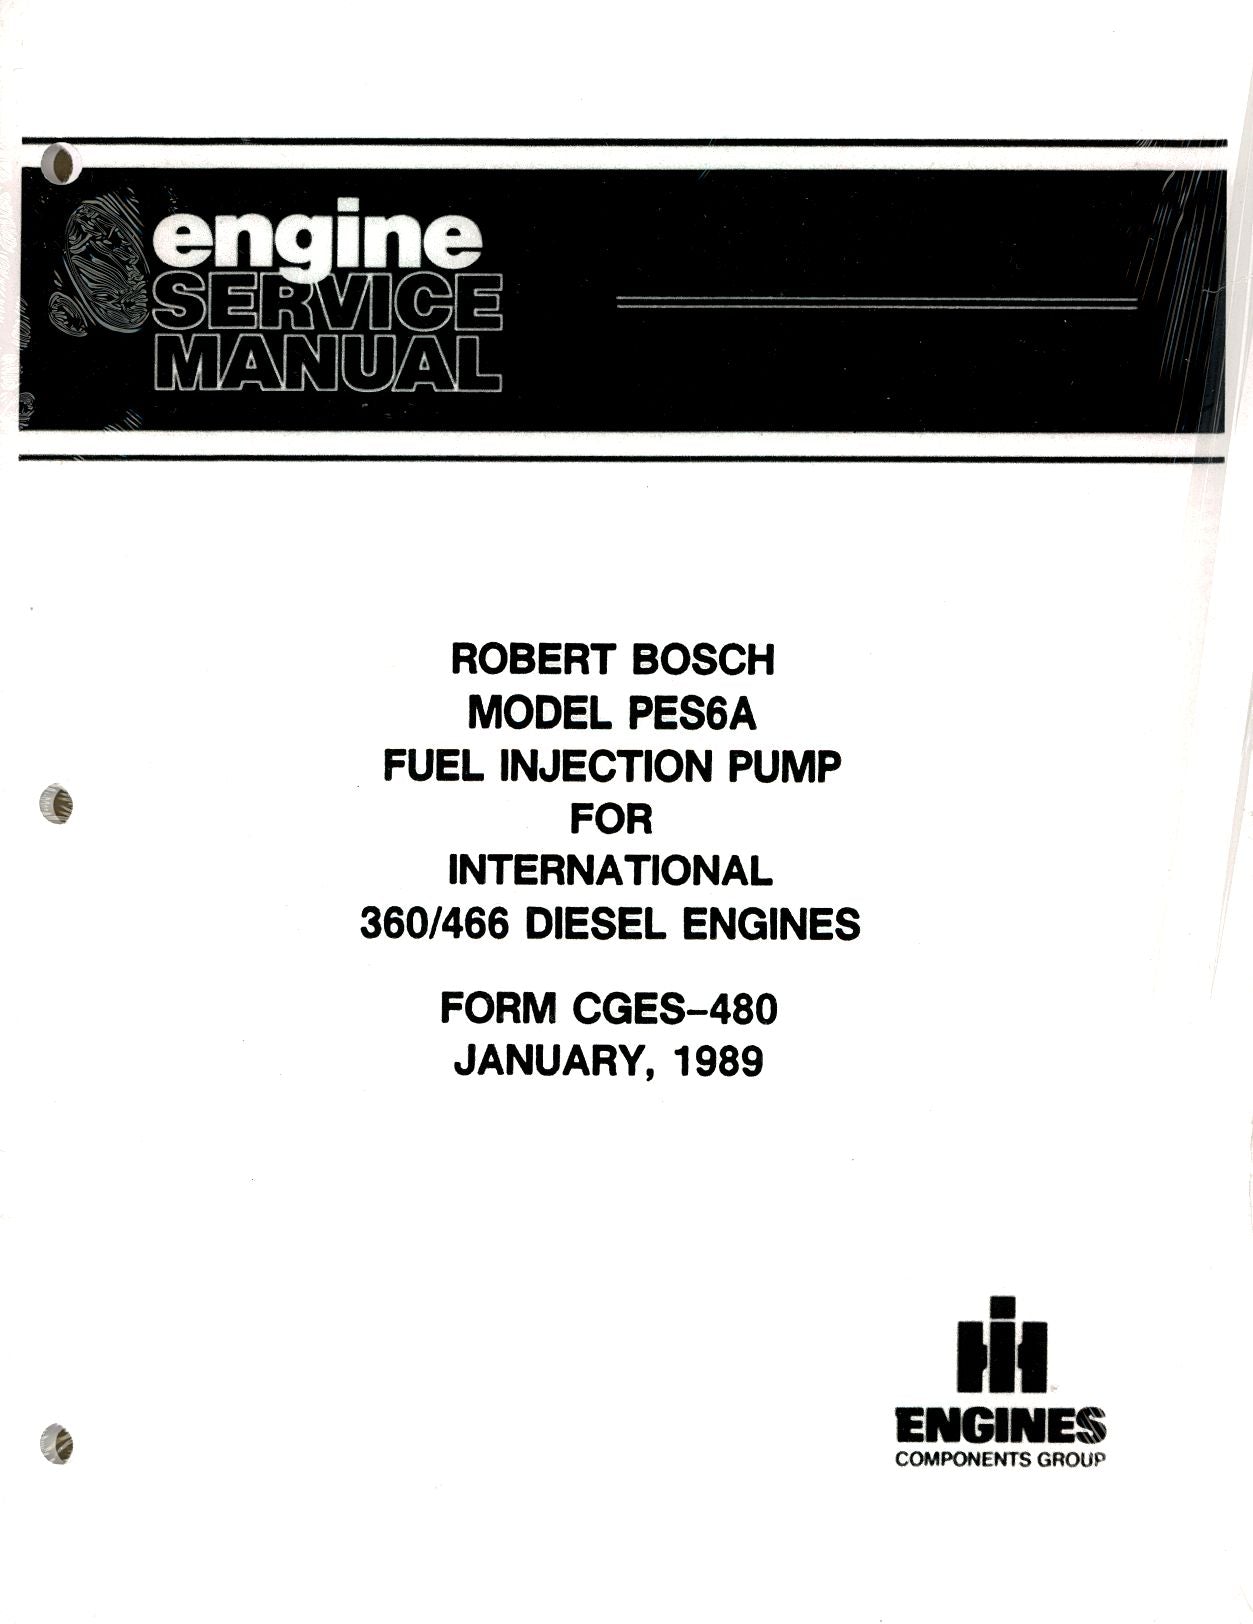 engine
SERVICE
MANUAL
ROBERT BOSCH
MODEL PES6A
FUEL INJECTION PUMP
FOR
INTERNATIONAL
360/466 DIESEL ENGINES
FORM CGES-480
JANUARY, 1989
ENGINES
COMPONENTS GROUP